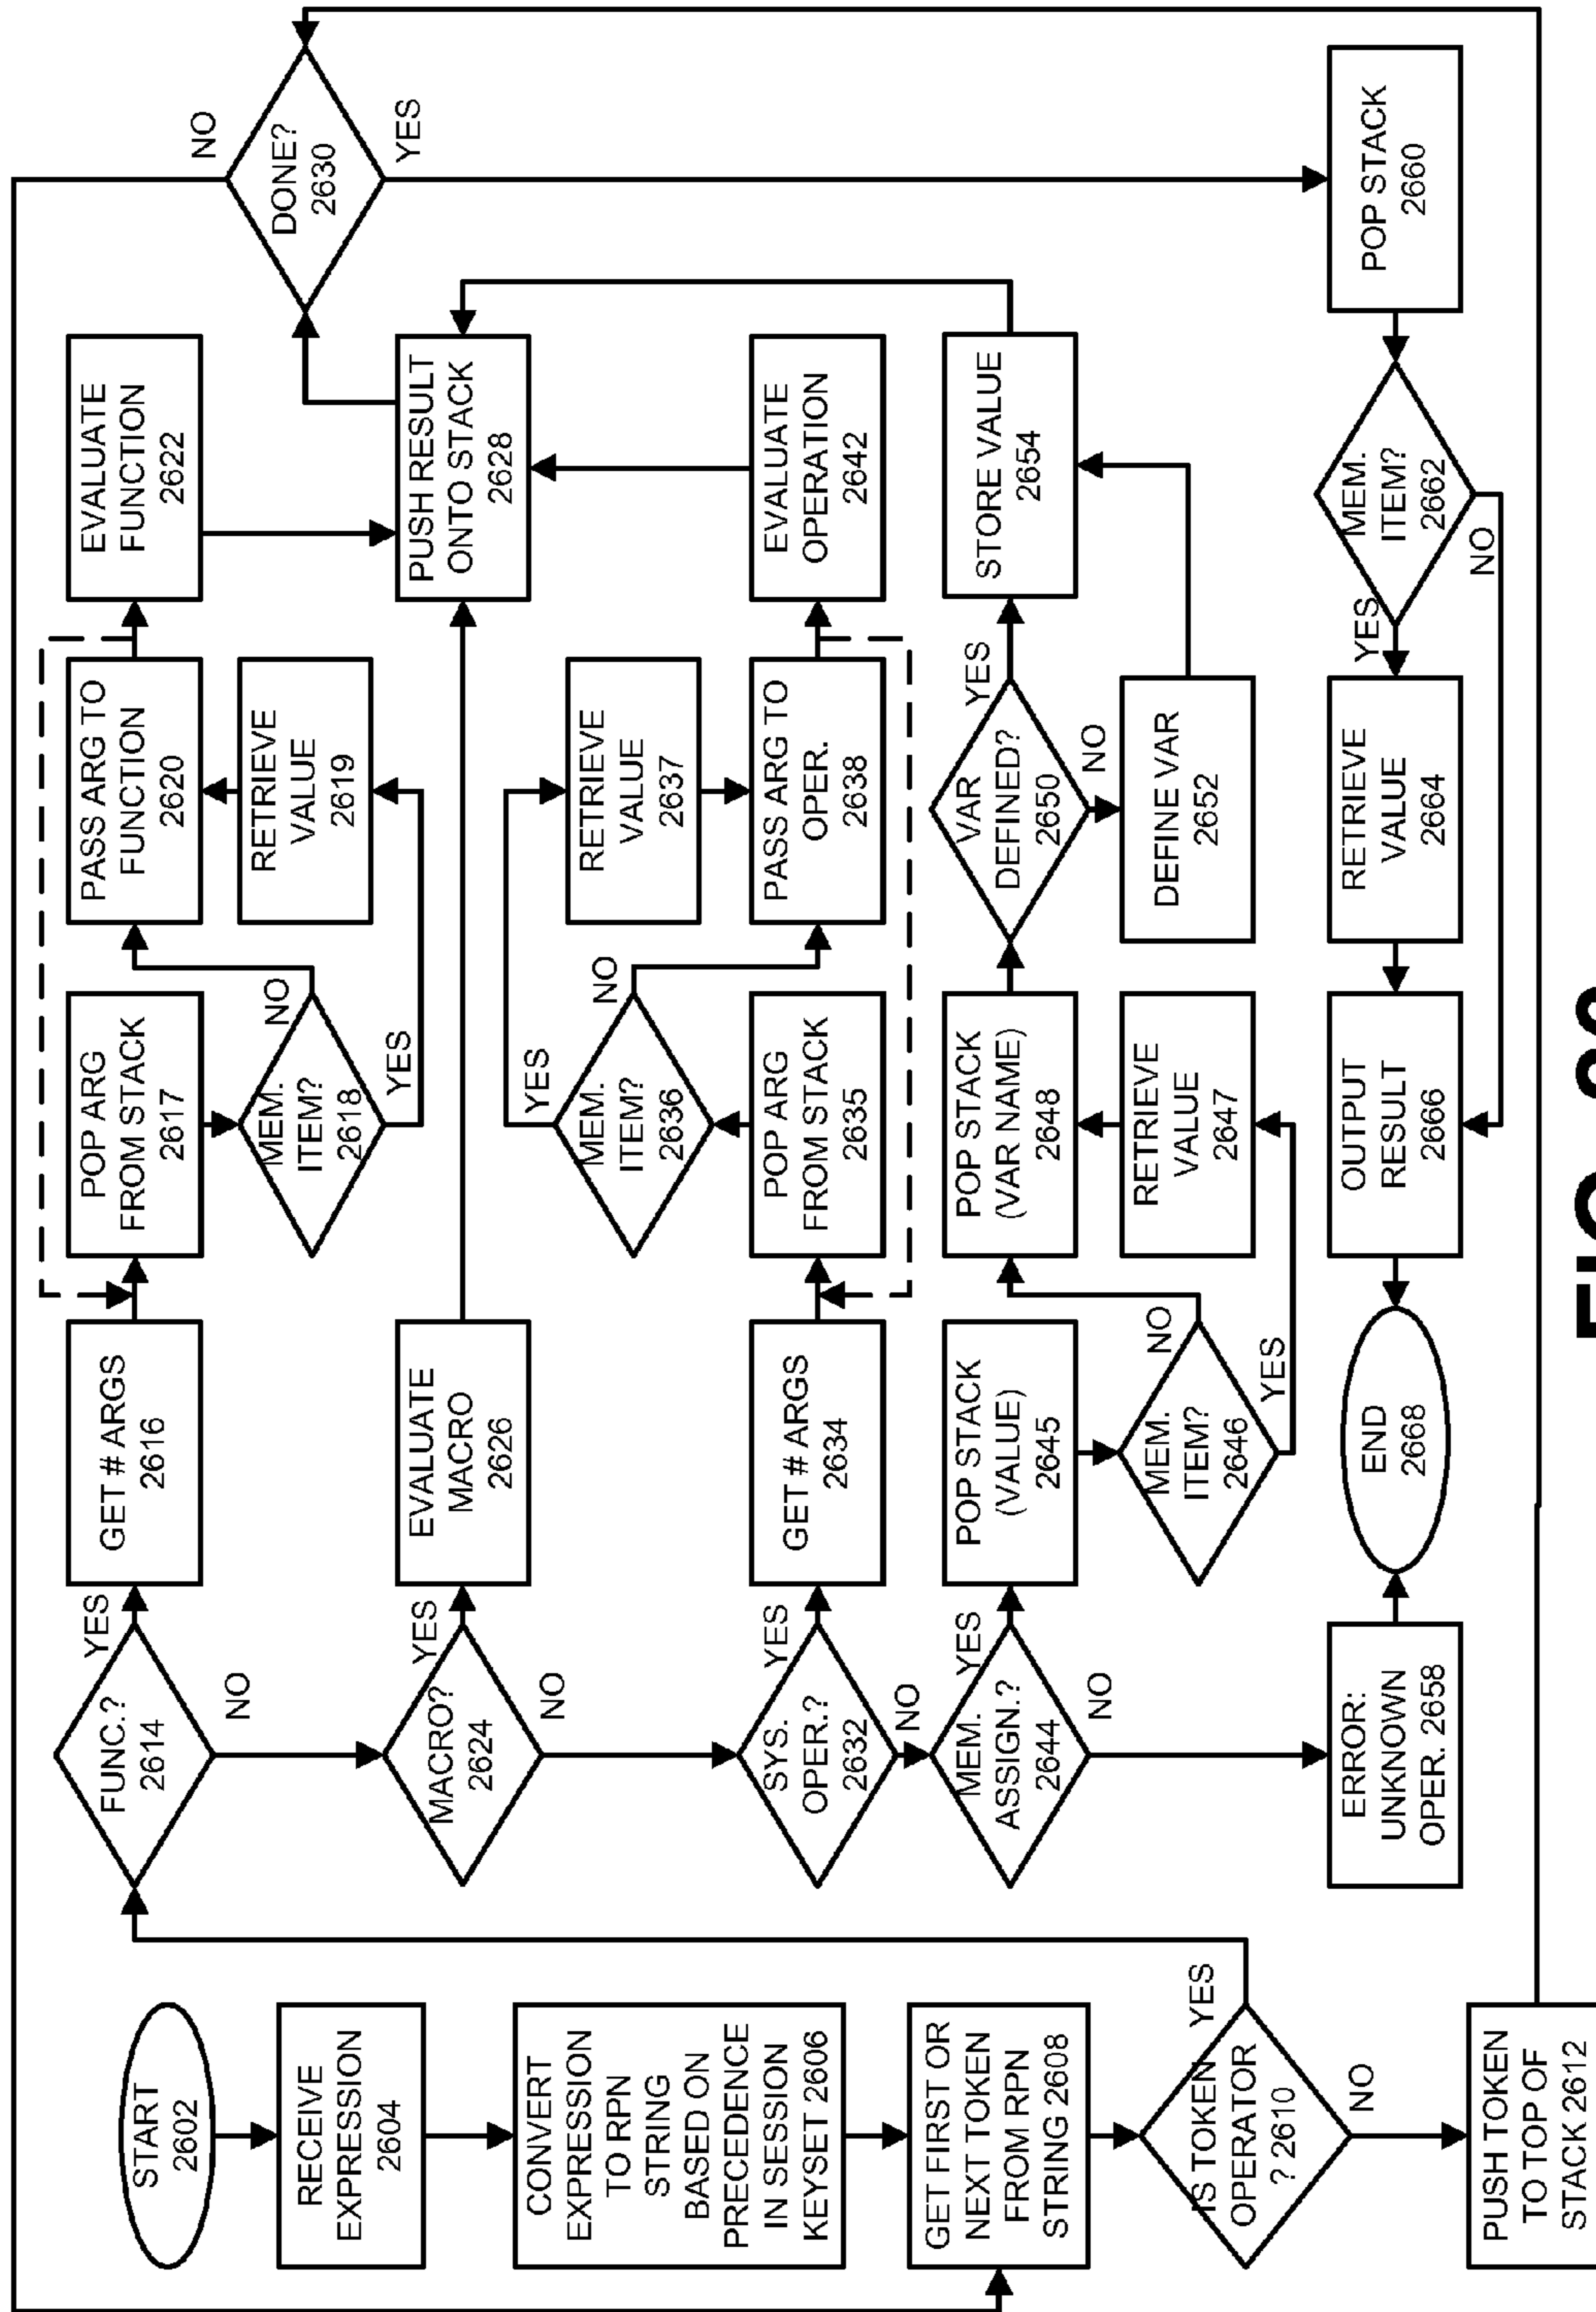 START
2602
RECEIVE
EXPRESSION
2604
CONVERT
EXPRESSION
TO RPN
STRING
BASED ON
PRECEDENCE
IN SESSION
KEYSET 2606
GET FIRST OR
NEXT TOKEN
FROM RPN
STRING 2608
IS TOKEN
OPERATOR
? 2610
YES
NO
PUSH TOKEN
TO TOP OF
STACK 2612
FUNC.?
2614
YES
NO
GET # ARGS
2616
POP ARG
FROM STACK
2617
MEM.
ITEM?
2618
NO
YES
PASS ARG TO
FUNCTION
2620
RETRIEVE
VALUE
2619
EVALUATE
FUNCTION
2622
MACRO?
2624
YES
NO
EVALUATE
MACRO
2626
PUSH RESULT
ONTO STACK
2628
DONE?
2630
NO
YES
SYS.
OPER.?
2632
YES
NO
GET # ARGS
2634
POP ARG
FROM STACK
2635
MEM.
ITEM?
2636
YES
NO
RETRIEVE
VALUE
2637
PASS ARG TO
OPER.
2638
EVALUATE
OPERATION
2642
MEM.
ASSIGN.?
2644
YES
NO
POP STACK
(VALUE)
2645
MEM.
ITEM?
2646
NO
YES
POP STACK
(VAR NAME)
2648
RETRIEVE
VALUE
2647
VAR
DEFINED?
2650
YES
NO
DEFINE VAR
2652
STORE VALUE
2654
ERROR:
UNKNOWN
OPER. 2658
END
2668
OUTPUT
RESULT
2666
RETRIEVE
VALUE
2664
MEM.
ITEM?
2662
YES
NO
POP STACK
2660